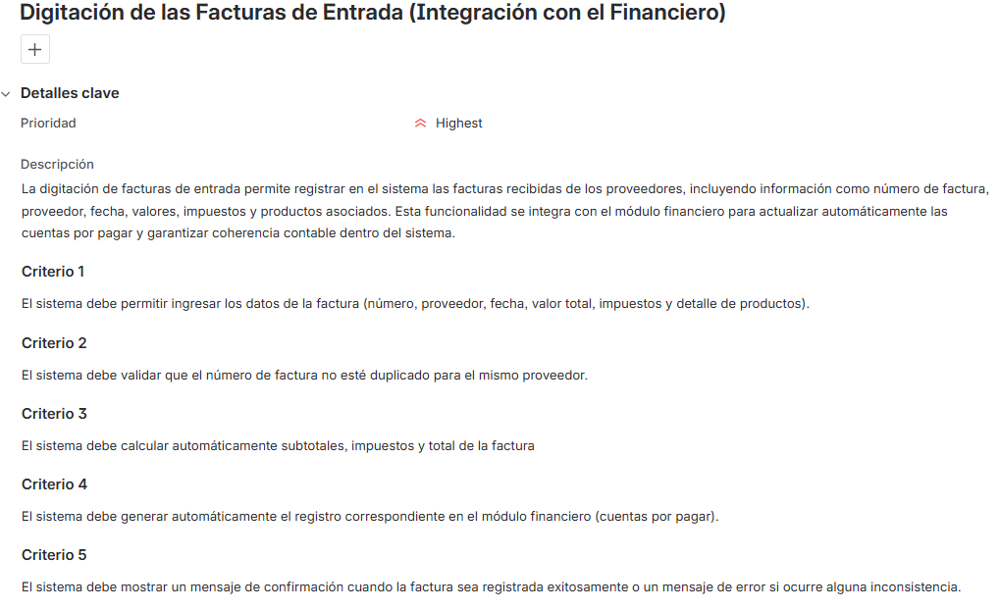 Digitación de las Facturas de Entrada (Integración con el Financiero)
Detalles clave
Prioridad
Highest
Descripción
La digitación de facturas de entrada permite registrar en el sistema las facturas recibidas de los proveedores, incluyendo información como número de factura,
proveedor, fecha, valores, impuestos y productos asociados. Esta funcionalidad se integra con el módulo financiero para actualizar automáticamente las
cuentas por pagar y garantizar coherencia contable dentro del sistema.
Criterio 1
El sistema debe permitir ingresar los datos de la factura (número, proveedor, fecha, valor total, impuestos y detalle de productos).
Criterio 2
El sistema debe validar que el número de factura no esté duplicado para el mismo proveedor.
Criterio 3
El sistema debe calcular automáticamente subtotales, impuestos y total de la factura
Criterio 4
El sistema debe generar automáticamente el registro correspondiente en el módulo financiero (cuentas por pagar).
Criterio 5
El sistema debe mostrar un mensaje de confirmación cuando la factura sea registrada exitosamente o un mensaje de error si ocurre alguna inconsistencia.